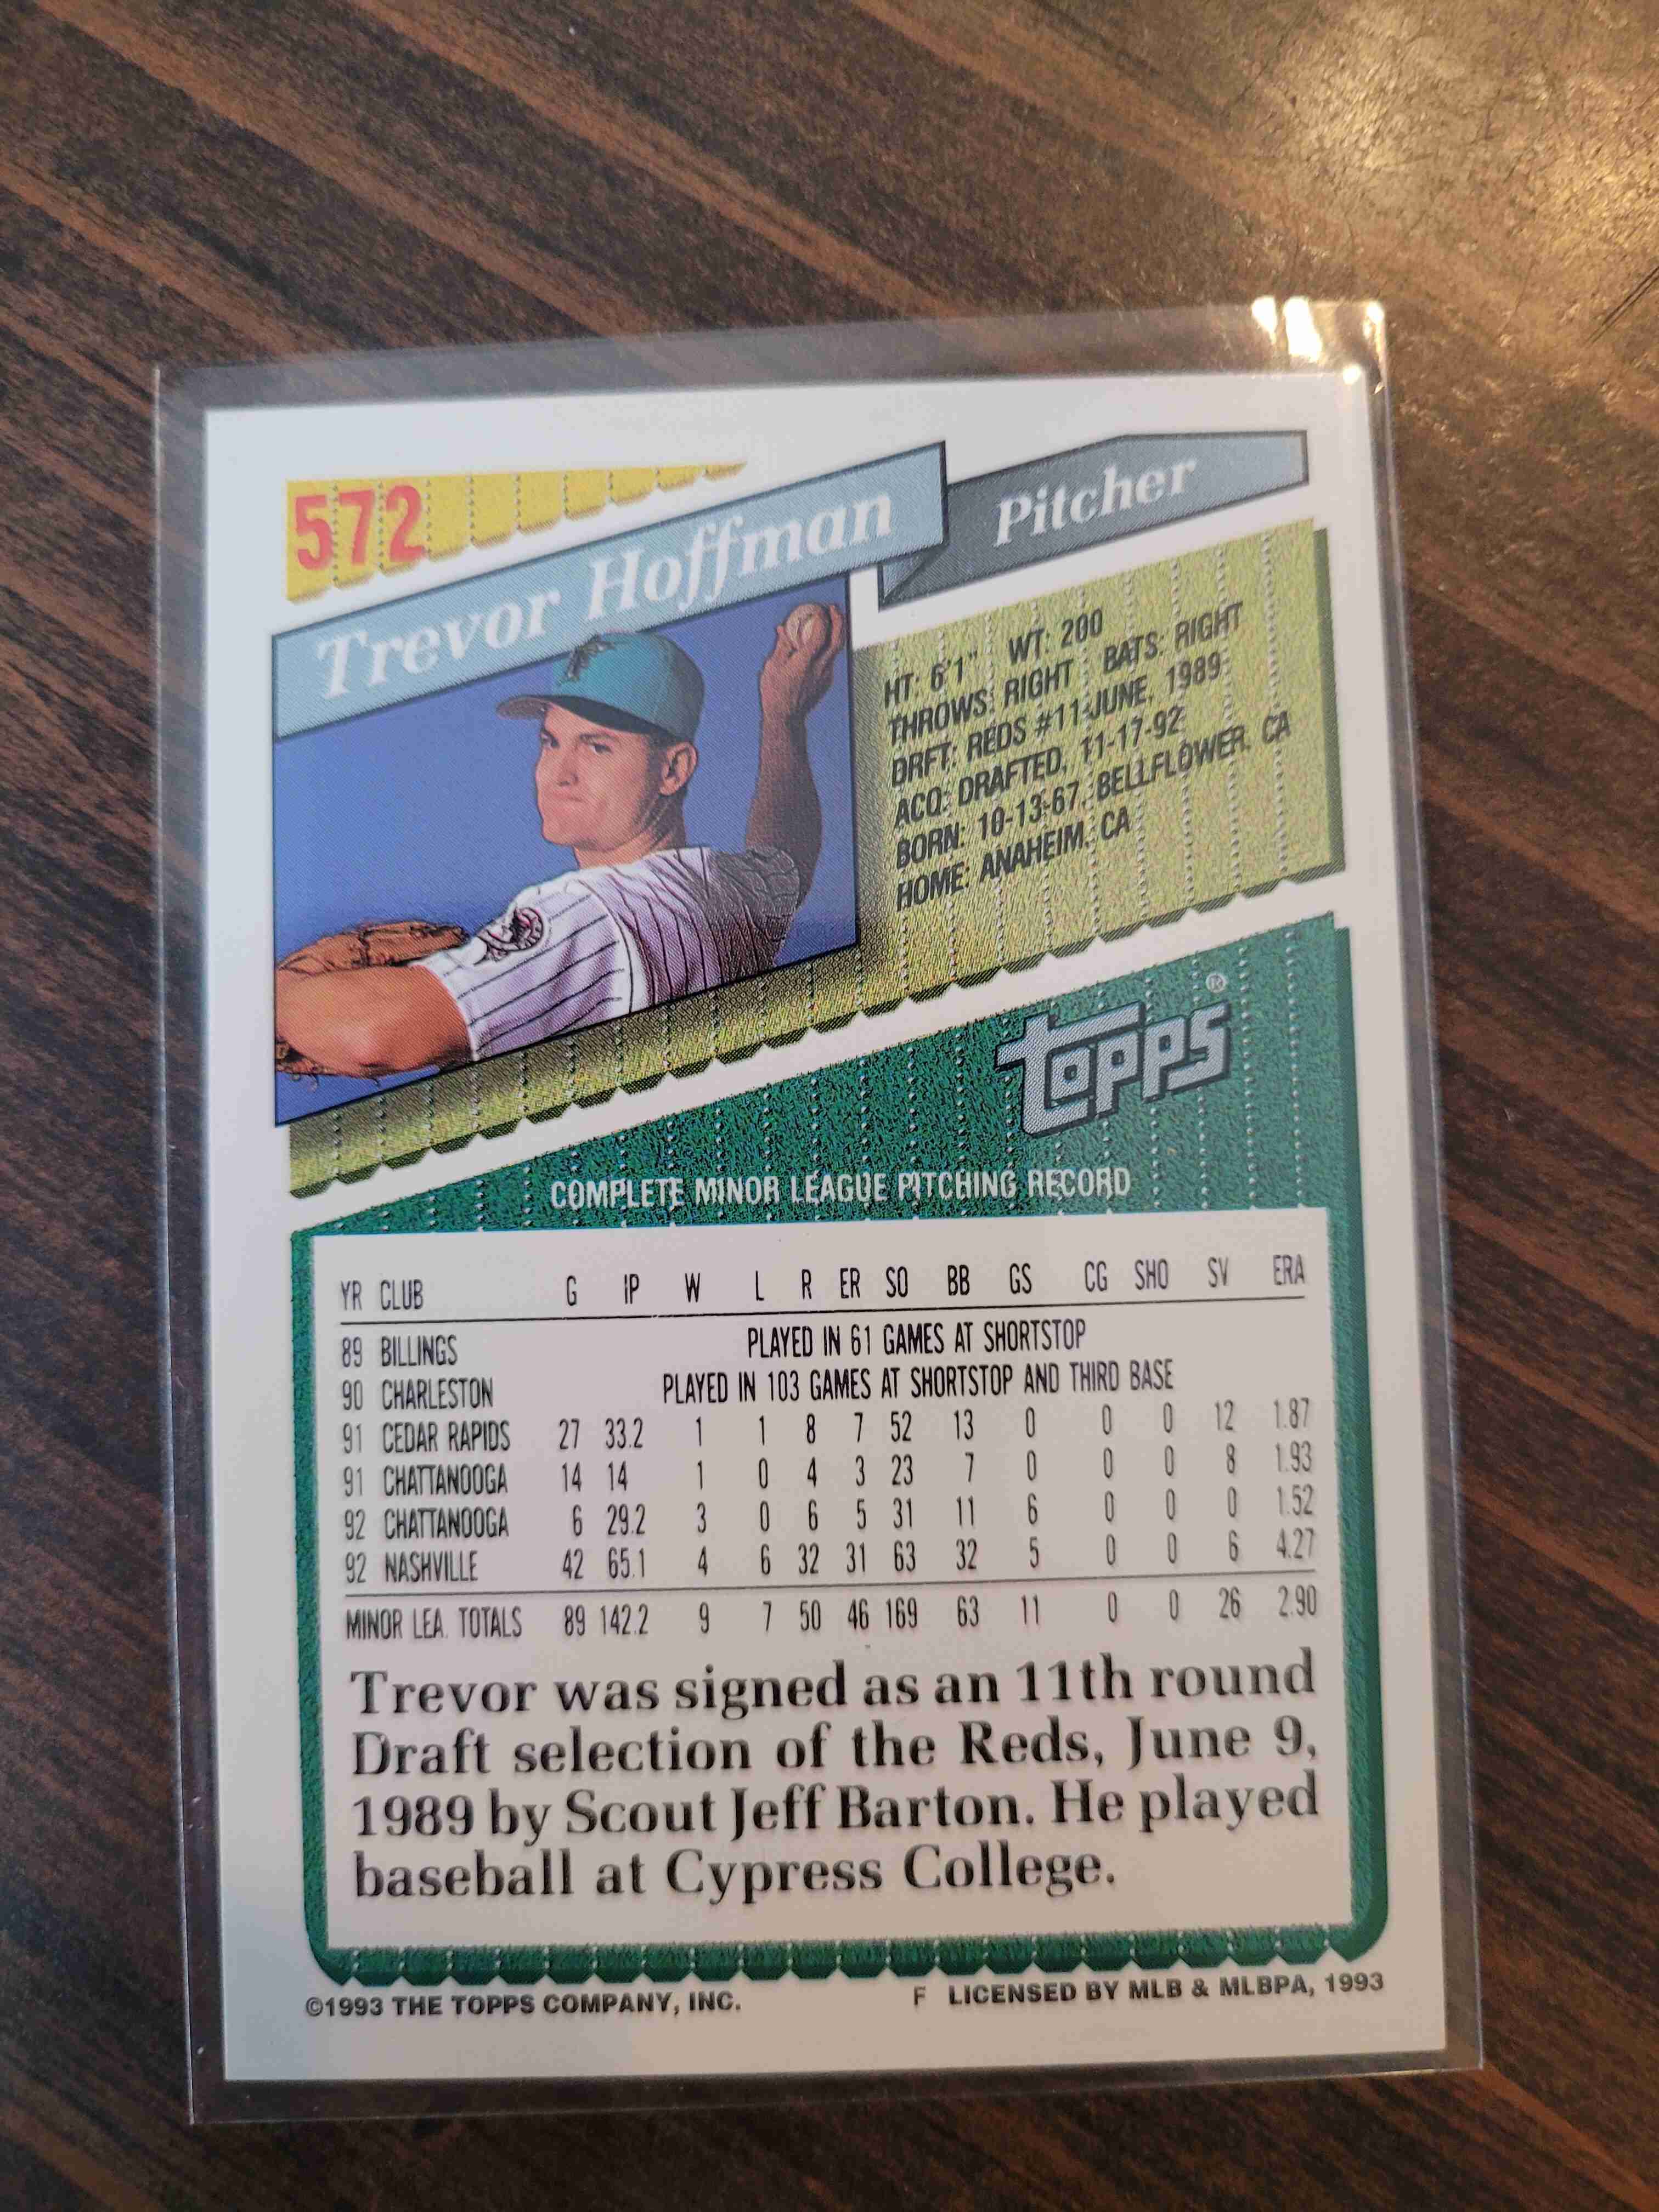 572
Trevor Hoffman
Pitcher
HT: 6'1" WT: 200
THROWS: RIGHT BATS: RIGHT
DRFT: REDS #11-JUNE, 1989
ACQ: DRAFTED, 11-17-92
BORN: 10-13-67, BELLFLOWER, CA
HOME: ANAHEIM, CA
Topps®
COMPLETE MINOR LEAGUE PITCHING RECORD
YR CLUB G IP W L R ER SO BB GS CG SHO SV ERA
89 BILLINGS PLAYED IN 61 GAMES AT SHORTSTOP
90 CHARLESTON PLAYED IN 103 GAMES AT SHORTSTOP AND THIRD BASE
91 CEDAR RAPIDS 27 33.2 1 1 8 7 52 13 0 0 0 12 1.87
91 CHATTANOOGA 14 14 1 0 4 3 23 7 0 0 0 8 1.93
92 CHATTANOOGA 6 29.2 3 0 6 5 31 11 6 0 0 0 1.52
92 NASHVILLE 42 65.1 4 6 32 31 63 32 5 0 0 6 4.27
MINOR LEA. TOTALS 89 142.2 9 7 50 46 169 63 11 0 0 26 2.90
Trevor was signed as an 11th round
Draft selection of the Reds, June 9,
1989 by Scout Jeff Barton. He played
baseball at Cypress College.
©1993 THE TOPPS COMPANY, INC. F LICENSED BY MLB & MLBPA, 1993